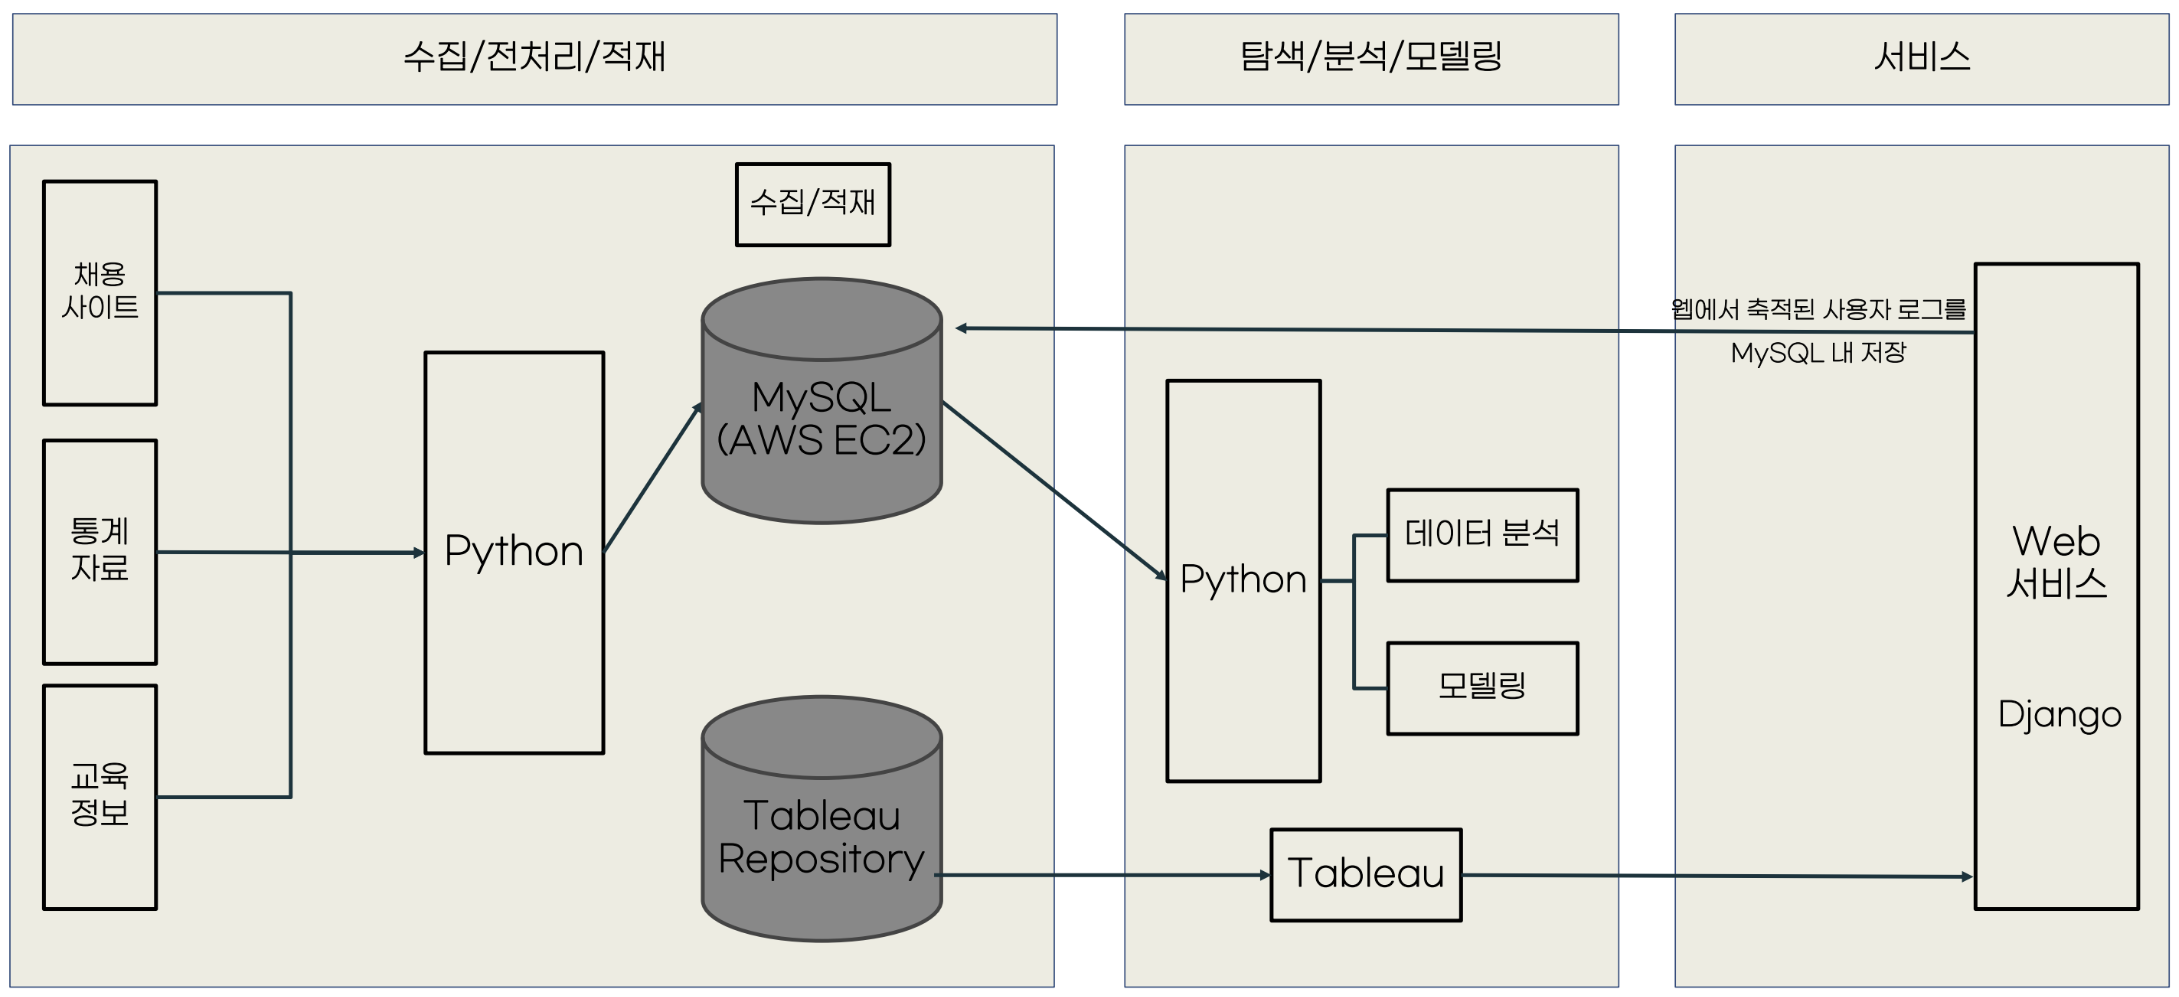 수집/전처리/적재
탐색/분석/모델링
서비스
수집/적재
채용
사이트
통계
자료
교육
정보
Python
MySQL
(AWS EC2)
Tableau
Repository
Python
데이터 분석
모델링
Tableau
웹에서 축적된 사용자 로그를
MySQL 내 저장
Web
서비스
Django